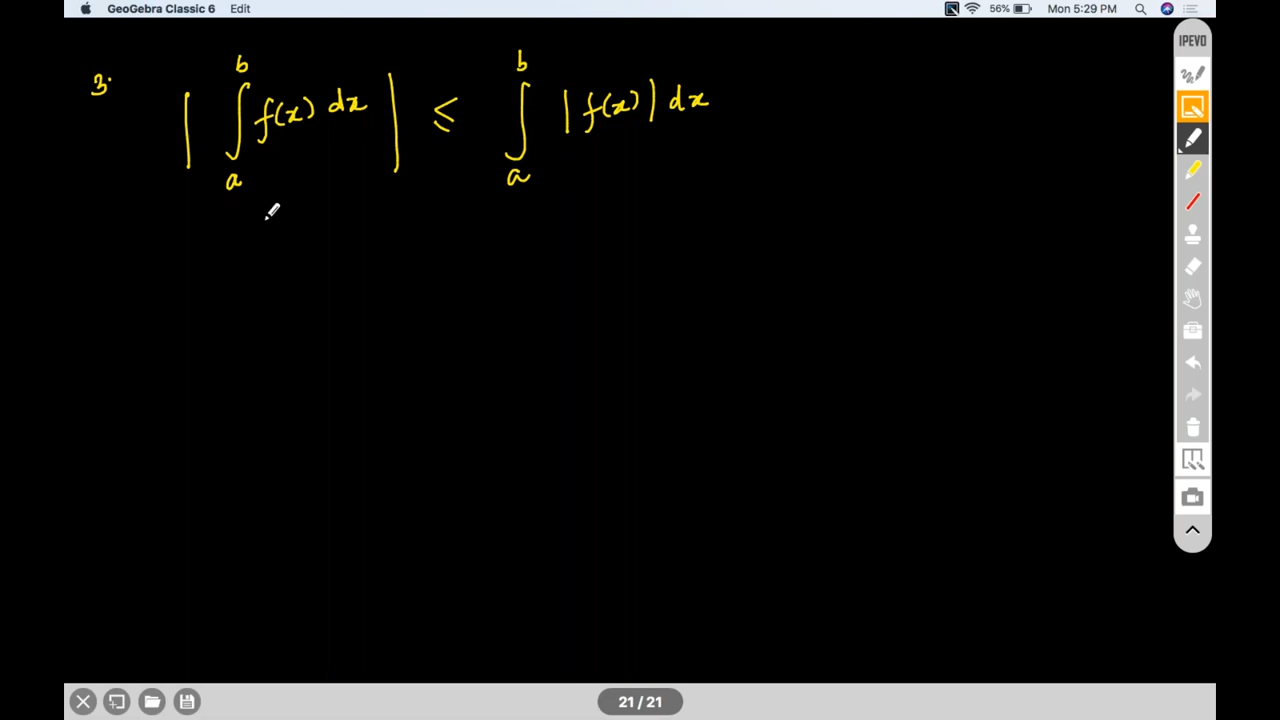 GeoGebra Classic 6 Edit 56% Mon 5:29 PM
IPEVO
3. | ∫_a^b f(x) dx | ≤ ∫_a^b |f(x)| dx
21 / 21